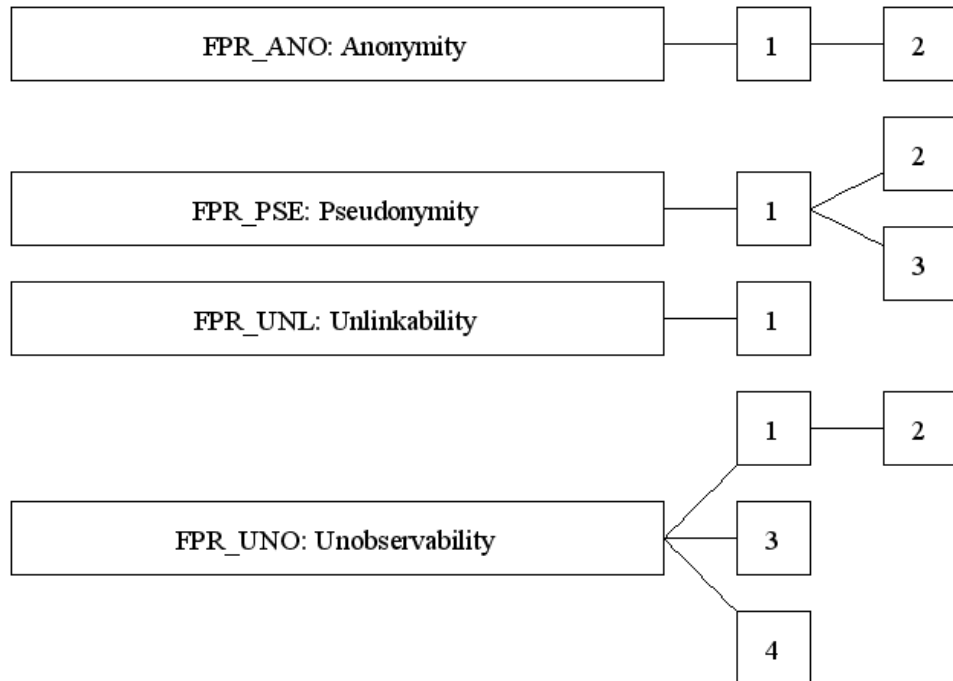 FPR_ANO: Anonymity 1 2
2
FPR_PSE: Pseudonymity 1
3
FPR_UNL: Unlinkability 1
1 2
FPR_UNO: Unobservability 3
4